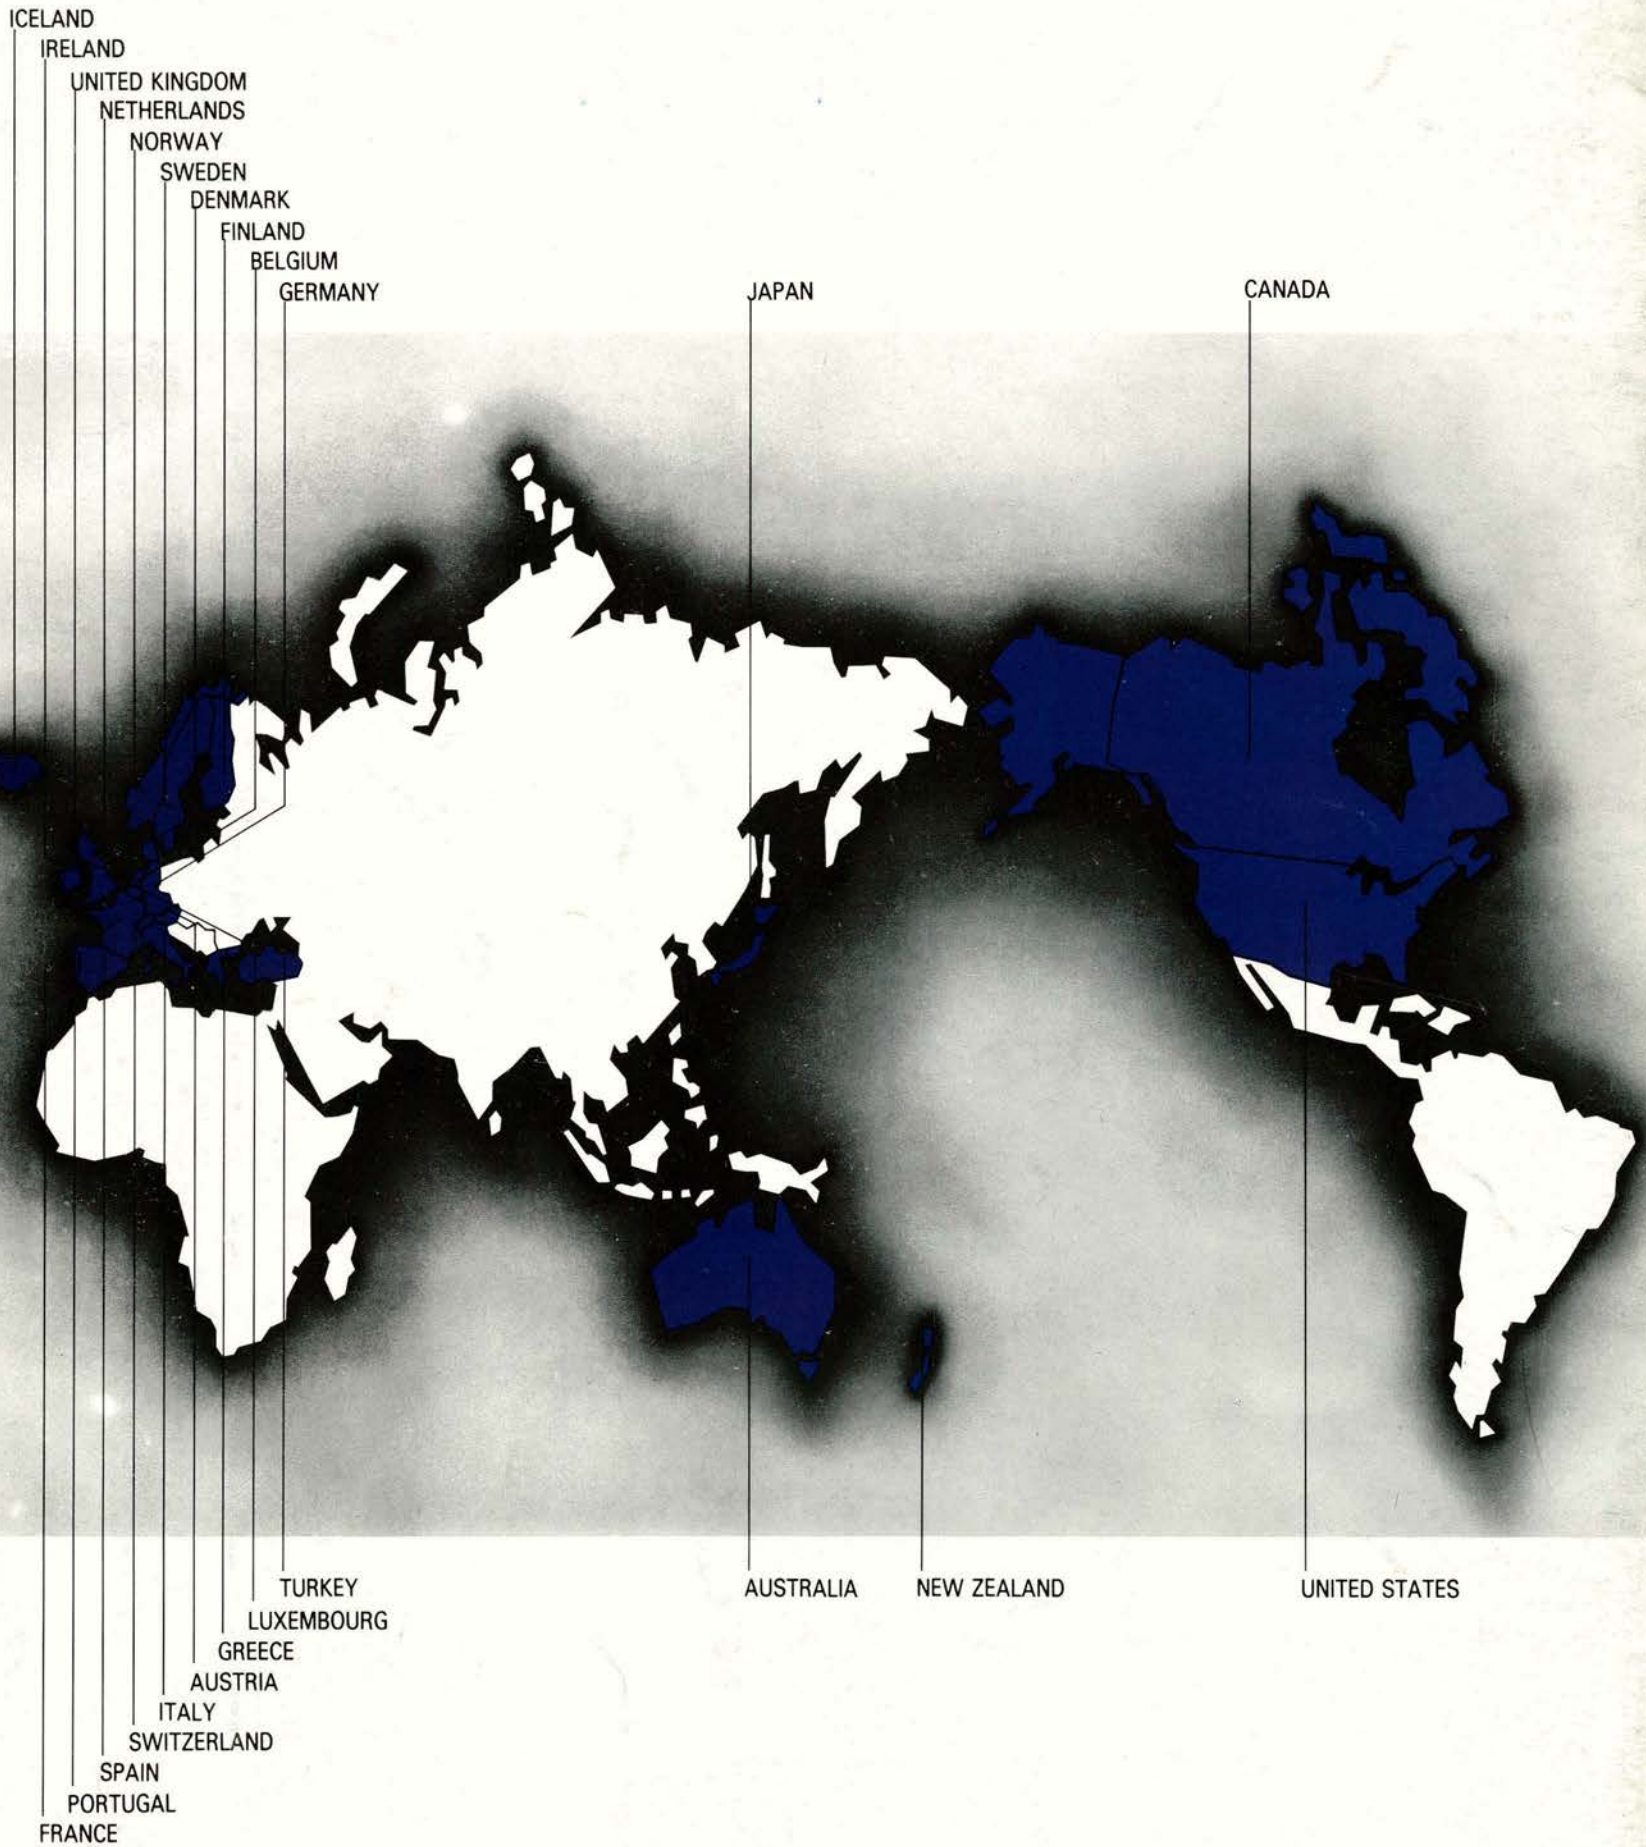 ICELAND
IRELAND
UNITED KINGDOM
NETHERLANDS
NORWAY
SWEDEN
DENMARK
FINLAND
BELGIUM
GERMANY
JAPAN
CANADA
TURKEY
AUSTRALIA
NEW ZEALAND
UNITED STATES
LUXEMBOURG
GREECE
AUSTRIA
ITALY
SWITZERLAND
SPAIN
PORTUGAL
FRANCE